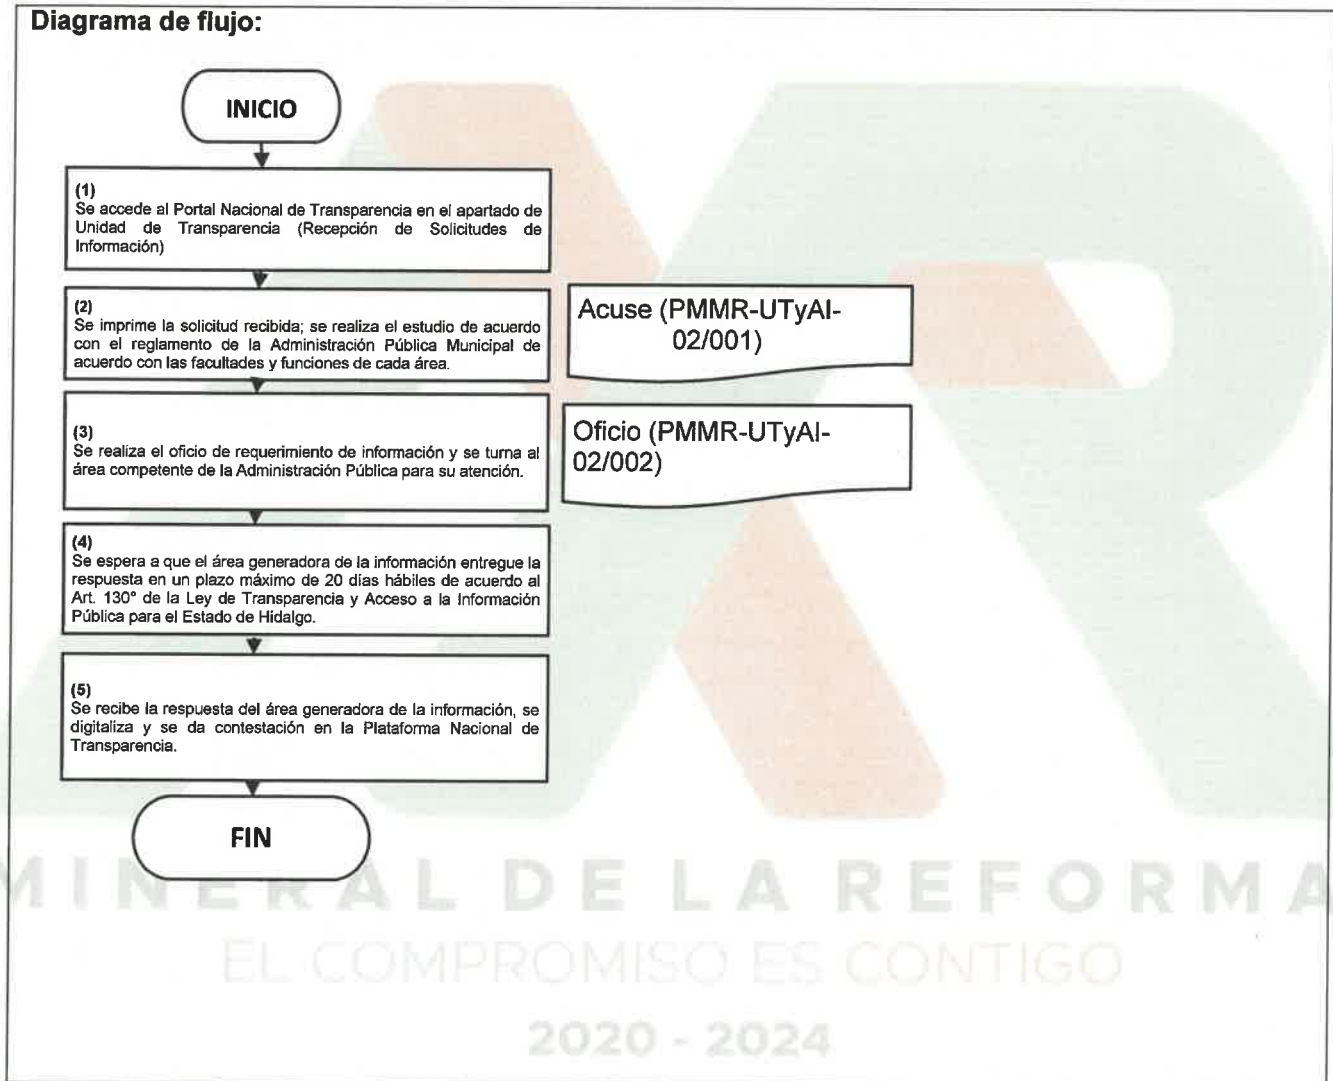 Diagrama de flujo:
INICIO
(1)
Se accede al Portal Nacional de Transparencia en el apartado de
Unidad de Transparencia (Recepción de Solicitudes de
Información)
(2)
Se imprime la solicitud recibida; se realiza el estudio de acuerdo
con el reglamento de la Administración Pública Municipal de
acuerdo con las facultades y funciones de cada área.
Acuse (PMMR-UTyAI-
02/001)
(3)
Se realiza el oficio de requerimiento de información y se turna al
área competente de la Administración Pública para su atención.
Oficio (PMMR-UTyAI-
02/002)
(4)
Se espera a que el área generadora de la información entregue la
respuesta en un plazo máximo de 20 días hábiles de acuerdo al
Art. 130° de la Ley de Transparencia y Acceso a la Información
Pública para el Estado de Hidalgo.
(5)
Se recibe la respuesta del área generadora de la información, se
digitaliza y se da contestación en la Plataforma Nacional de
Transparencia.
FIN
MINERAL DE LA REFORMA
EL COMPROMISO ES CONTIGO
2020 - 2024